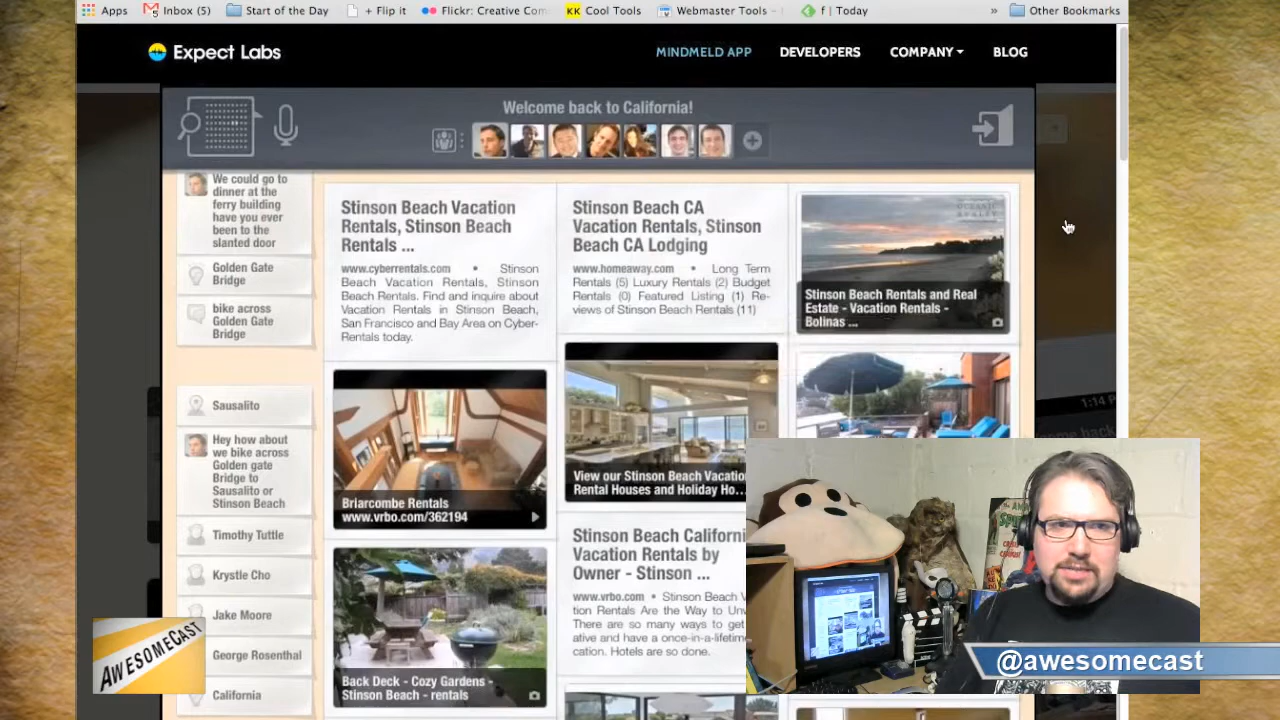 Apps
Inbox (5)
Start of the Day
+ Flip it
Flickr: Creative Com
KK Cool Tools
Webmaster Tools -
f | Today
»
Other Bookmarks
Expect Labs
MINDMELD APP
DEVELOPERS
COMPANY
BLOG
Welcome back to California!
We could go to
dinner at the
ferry building
have you ever
been to the
slanted door
Golden Gate
Bridge
bike across
Golden Gate
Bridge
Sausalito
Hey how about
we bike across
Golden gate
Bridge to
Sausalito or
Stinson Beach
Timothy Tuttle
Krystle Cho
Jake Moore
George Rosenthal
California
Stinson Beach Vacation
Rentals, Stinson Beach
Rentals ...
www.cyberrentals.com • Stinson
Beach Vacation Rentals, Stinson
Beach Rentals. Find and inquire about
Vacation Rentals in Stinson Beach,
San Francisco and Bay Area on Cyber-
Rentals today.
Briarcombe Rentals
www.vrbo.com/362194
Back Deck - Cozy Gardens -
Stinson Beach - rentals
Stinson Beach CA
Vacation Rentals, Stinson
Beach CA Lodging
www.homeaway.com • Long Term
Rentals (5) Luxury Rentals (2) Budget
Rentals (0) Featured Listing (1) Re-
views of Stinson Beach Rentals (11)
View our Stinson Beach Vacatio
Rental Houses and Holiday Ho...
Stinson Beach Californi
Vacation Rentals by
Owner - Stinson ...
www.vrbo.com • Stinson Beach V
tion Rentals Are the Way to Unw
There are so many ways to get
ative and have a once-in-a-lifetime
cation. Hotels are so done.
Stinson Beach Rentals and Real
Estate - Vacation Rentals -
Bolinas ...
1:14 P
AWESOMECAST
@awesomecast